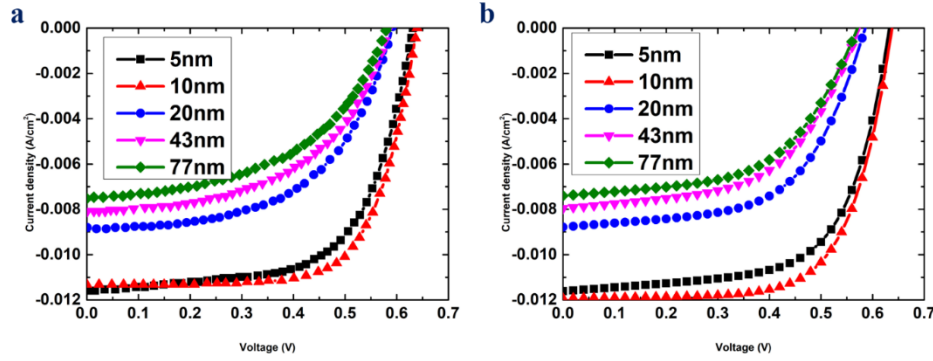 a
0.000
-0.002
-0.004
-0.006
-0.008
-0.010
-0.012
Current density (A/cm²)
5nm
10nm
20nm
43nm
77nm
0.0 0.1 0.2 0.3 0.4 0.5 0.6 0.7
Voltage (V)
b
0.000
-0.002
-0.004
-0.006
-0.008
-0.010
-0.012
Current density (A/cm²)
5nm
10nm
20nm
43nm
77nm
0.0 0.1 0.2 0.3 0.4 0.5 0.6 0.7
Voltage (V)